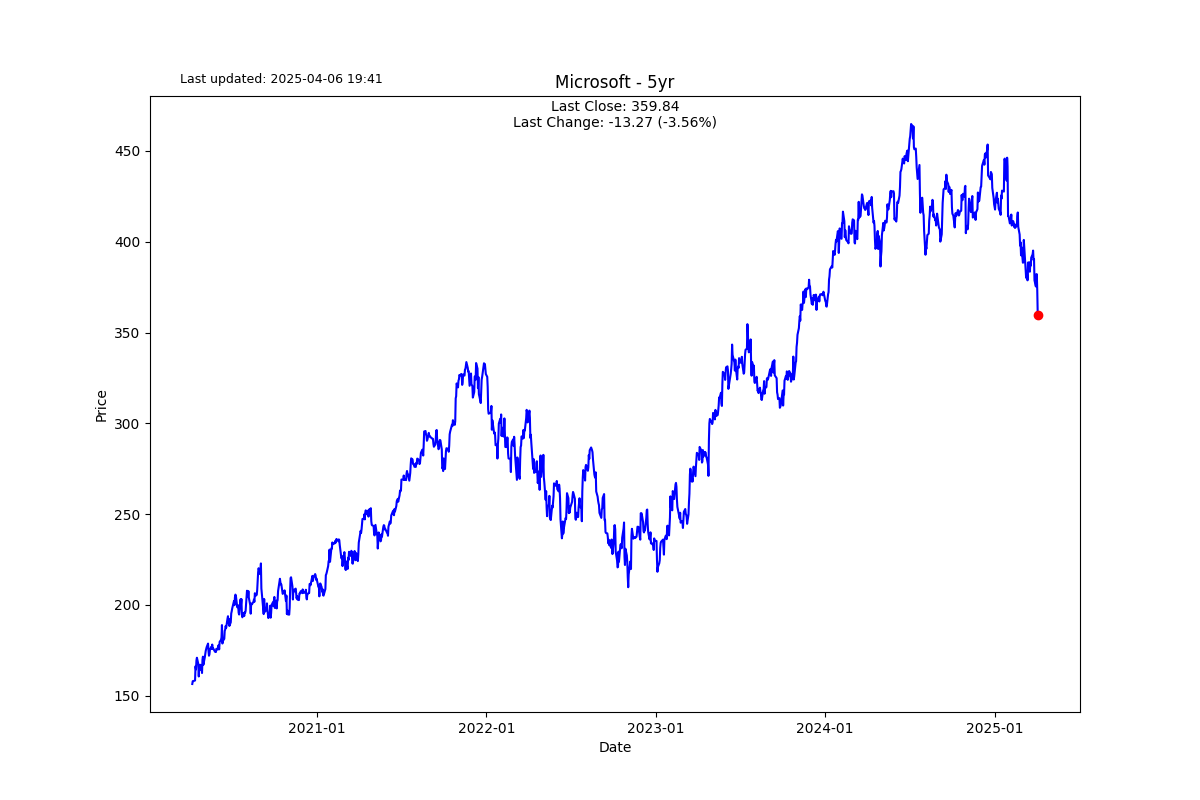 Last updated: 2025-04-06 19:41
Microsoft - 5yr
Last Close: 359.84
Last Change: -13.27 (-3.56%)
450
400
350
300
250
200
150
Price
2021-01
2022-01
2023-01
2024-01
2025-01
Date